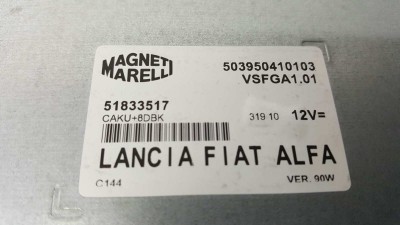 MAGNETI
MARELLI
503950410103
VSFGA1.01
51833517
CAKU+8DBK
319 10 12V=
LANCIA FIAT ALFA
C144 VER. 90W